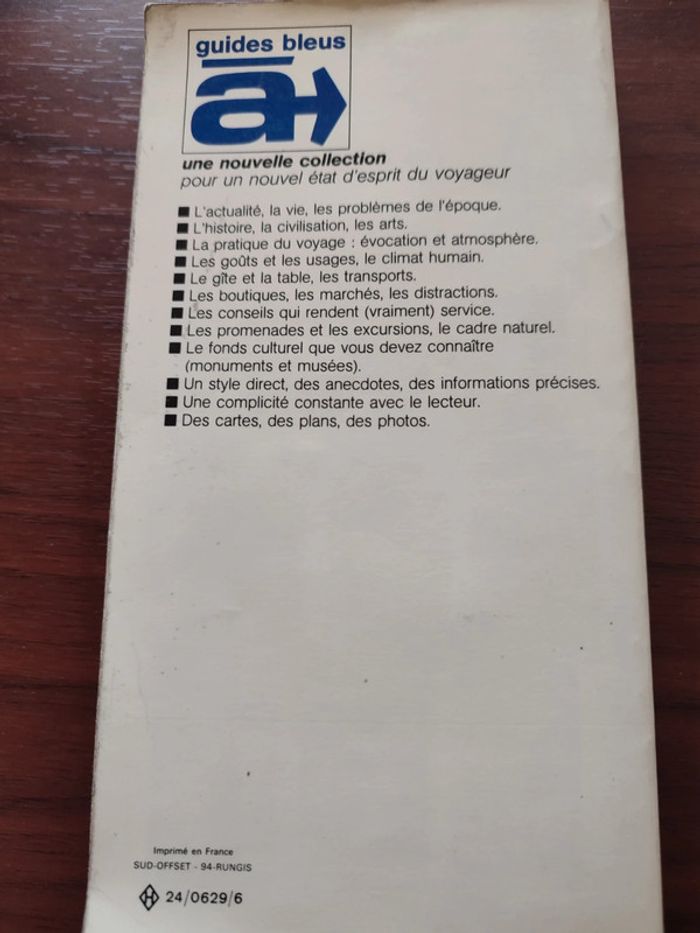 guides bleus
a
une nouvelle collection
pour un nouvel état d'esprit du voyageur
■ L'actualité, la vie, les problèmes de l'époque.
■ L'histoire, la civilisation, les arts.
■ La pratique du voyage : évocation et atmosphère.
■ Les goûts et les usages, le climat humain.
■ Le gîte et la table, les transports.
■ Les boutiques, les marchés, les distractions.
■ Les conseils qui rendent (vraiment) service.
■ Les promenades et les excursions, le cadre naturel.
■ Le fonds culturel que vous devez connaître
(monuments et musées).
■ Un style direct, des anecdotes, des informations précises.
■ Une complicité constante avec le lecteur.
■ Des cartes, des plans, des photos.
Imprimé en France
SUD-OFFSET - 94-RUNGIS
H 24/0629/6